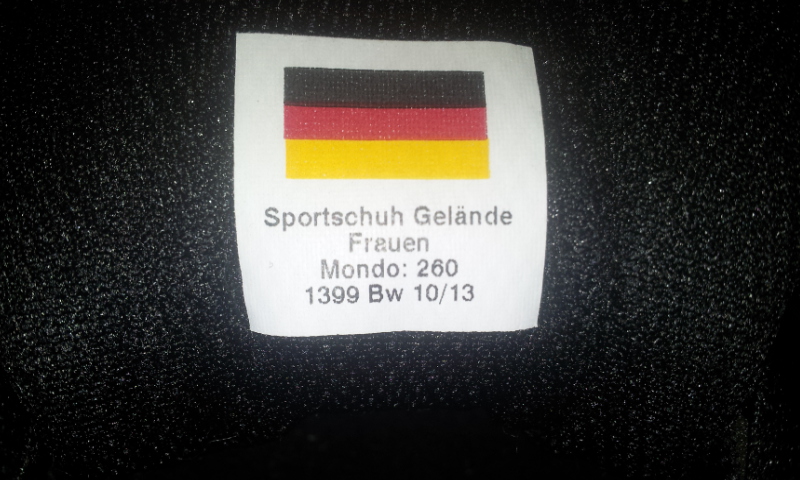 Sportschuh Gelände
Frauen
Mondo: 260
1399 Bw 10/13